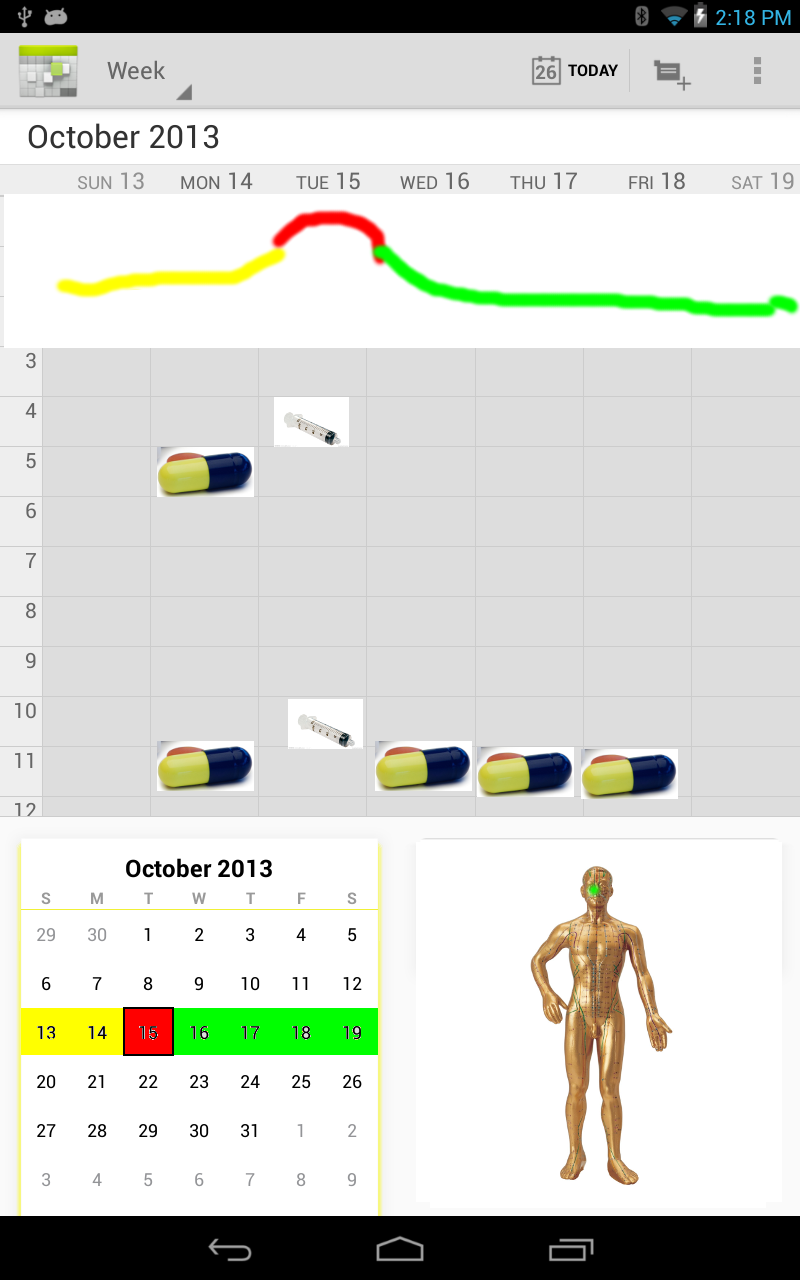 2:18 PM
Week
26 TODAY
October 2013
SUN 13 MON 14 TUE 15 WED 16 THU 17 FRI 18 SAT 19
3
4
5
6
7
8
9
10
11
12
October 2013
S M T W T F S
29 30 1 2 3 4 5
6 7 8 9 10 11 12
13 14 15 16 17 18 19
20 21 22 23 24 25 26
27 28 29 30 31 1 2
3 4 5 6 7 8 9